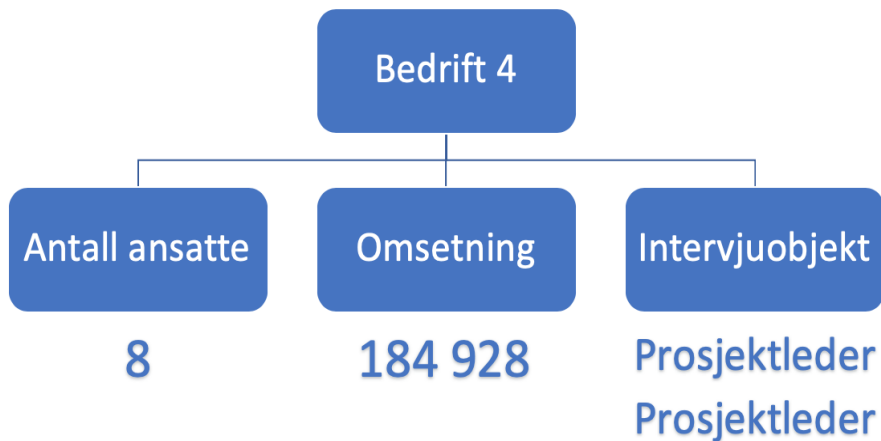 Bedrift 4
Antall ansatte
Omsetning
Intervjuobjekt
8
184 928
Prosjektleder
Prosjektleder